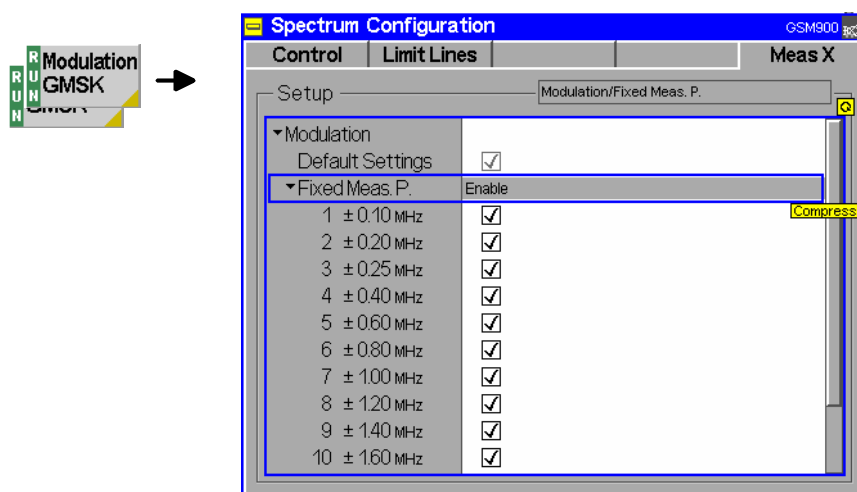 RUN Modulation
GMSK
RUN GMSK
Spectrum Configuration GSM900
Control Limit Lines Meas X
Setup Modulation/Fixed Meas. P.
Modulation
Default Settings
Fixed Meas. P. Enable
Compress
1 ± 0.10 MHz
2 ± 0.20 MHz
3 ± 0.25 MHz
4 ± 0.40 MHz
5 ± 0.60 MHz
6 ± 0.80 MHz
7 ± 1.00 MHz
8 ± 1.20 MHz
9 ± 1.40 MHz
10 ± 1.60 MHz